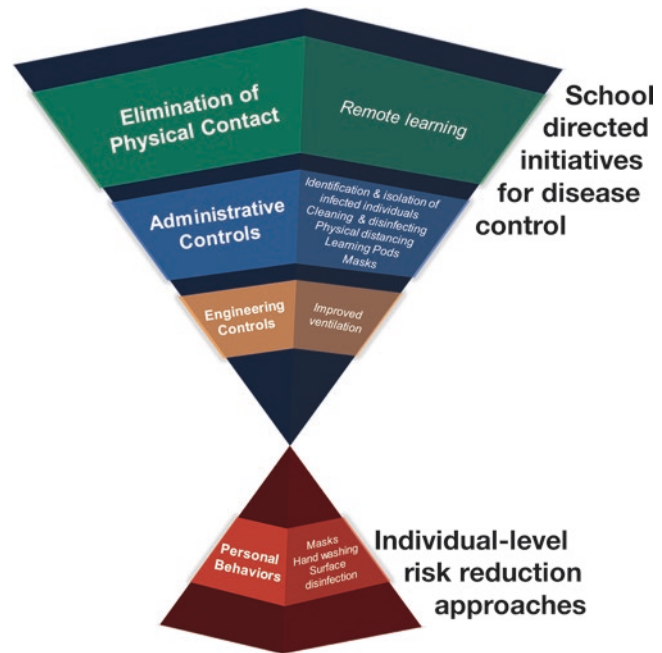 Elimination of
Physical Contact
Remote learning
School
directed
initiatives
for disease
control
Administrative
Controls
Identification & isolation of
infected individuals
Cleaning & disinfecting
Physical distancing
Learning Pods
Masks
Engineering
Controls
Improved
ventilation
Personal
Behaviors
Masks
Hand washing
Surface
disinfection
Individual-level
risk reduction
approaches